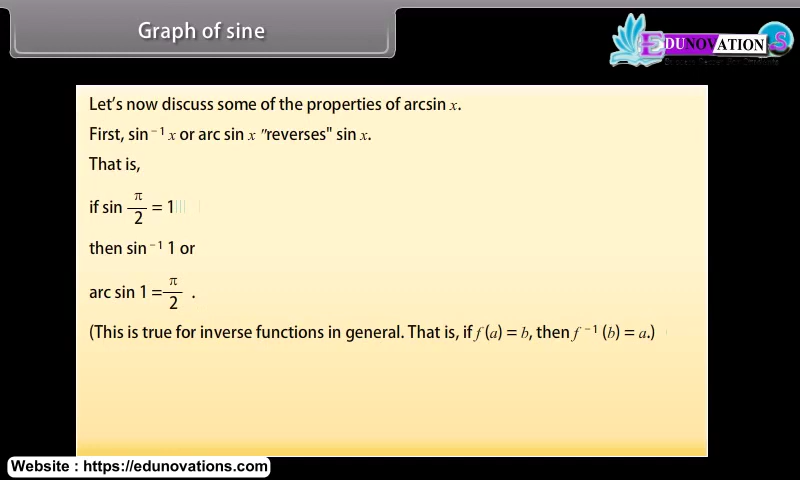 Graph of sine
EDUNOVATION S
Let's now discuss some of the properties of arcsin x.
First, sin⁻¹ x or arc sin x "reverses" sin x.
That is,
if sin π/2 = 1
then sin⁻¹ 1 or
arc sin 1 = π/2 .
(This is true for inverse functions in general. That is, if f (a) = b, then f ⁻¹ (b) = a.)
Website : https://edunovations.com